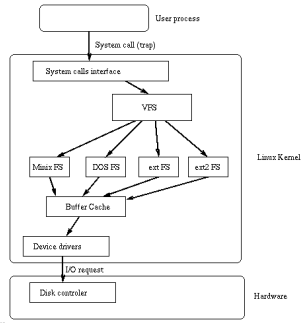 User process
System call (trap)
System calls interface
VFS
Linux Kernel
Minix FS
DOS FS
ext FS
ext2 FS
Buffer Cache
Device drivers
I/O request
Disk controler
Hardware